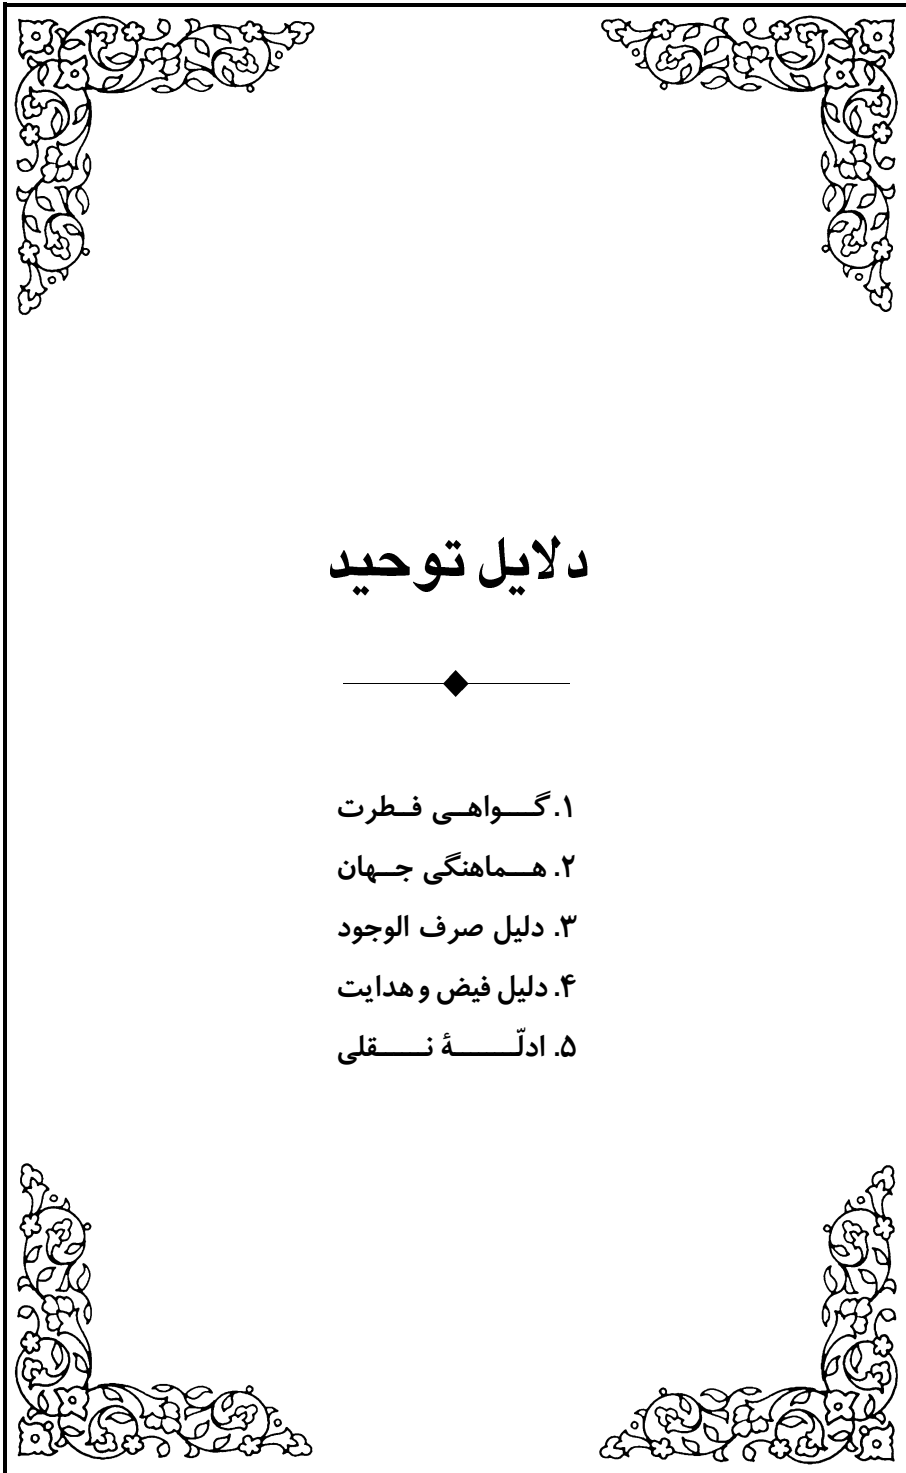 دلایل توحید
۱. گواهی فطرت
۲. هماهنگی جهان
۳. دلیل صرف الوجود
۴. دلیل فیض و هدایت
۵. ادلّهٔ نقلی